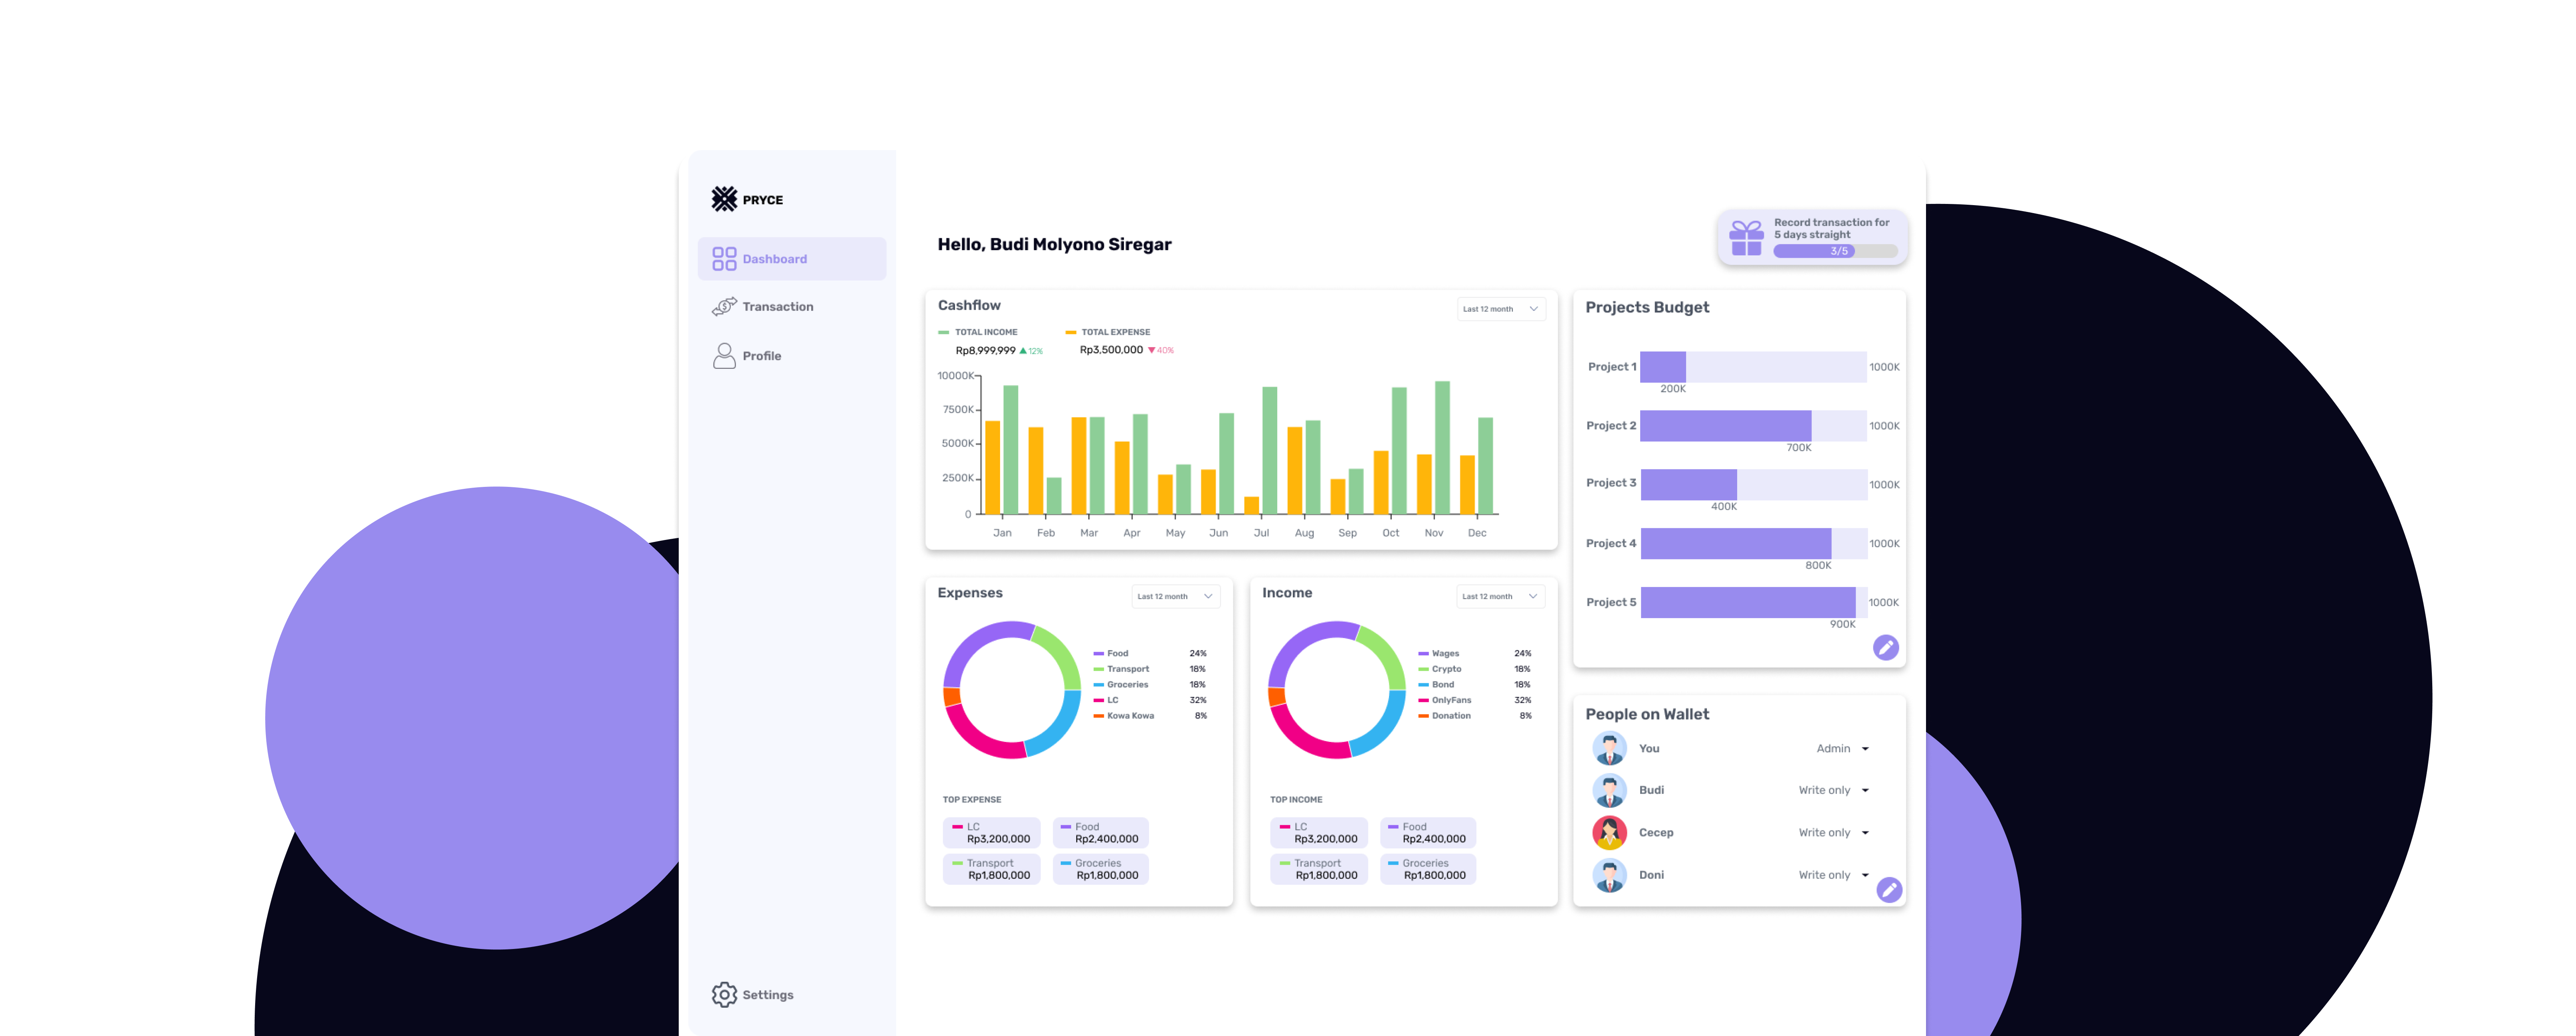 PRYCE
Dashboard
Transaction
Profile
Settings
Hello, Budi Molyono Siregar
Record transaction for
5 days straight
3/5
Cashflow
Last 12 month
TOTAL INCOME
TOTAL EXPENSE
Rp8,999,999 12%
Rp3,500,000 40%
10000K
7500K
5000K
2500K
0
Jan Feb Mar Apr May Jun Jul Aug Sep Oct Nov Dec
Expenses
Last 12 month
Food 24%
Transport 18%
Groceries 18%
LC 32%
Kowa Kowa 8%
TOP EXPENSE
LC
Rp3,200,000
Food
Rp2,400,000
Transport
Rp1,800,000
Groceries
Rp1,800,000
Income
Last 12 month
Wages 24%
Crypto 18%
Bond 18%
OnlyFans 32%
Donation 8%
TOP INCOME
LC
Rp3,200,000
Food
Rp2,400,000
Transport
Rp1,800,000
Groceries
Rp1,800,000
Projects Budget
Project 1 1000K
200K
Project 2 1000K
700K
Project 3 1000K
400K
Project 4 1000K
800K
Project 5 1000K
900K
People on Wallet
You Admin
Budi Write only
Cecep Write only
Doni Write only